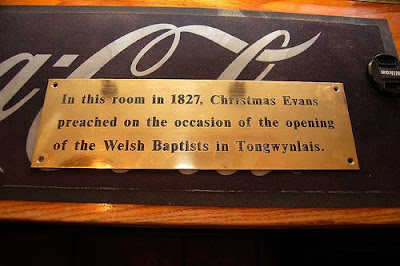 In this room in 1827, Christmas Evans
preached on the occasion of the opening
of the Welsh Baptists in Tongwynlais.
Nikon